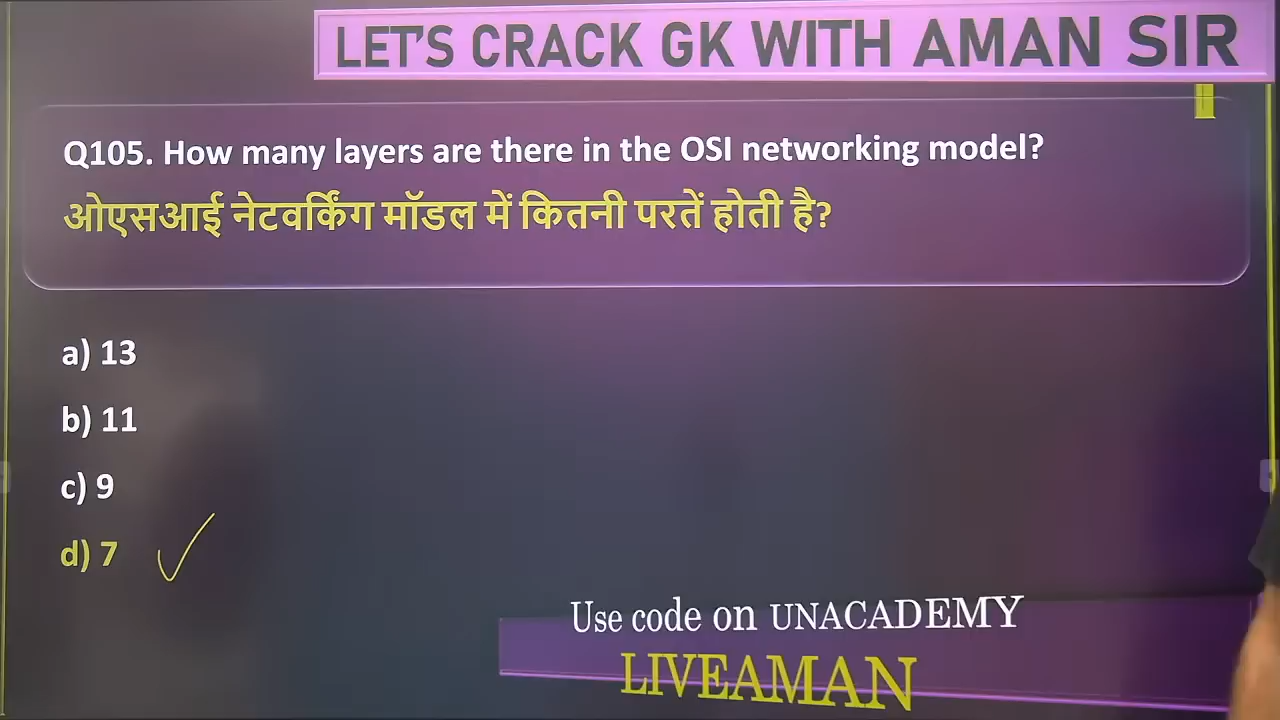 LET'S CRACK GK WITH AMAN SIR
Q105. How many layers are there in the OSI networking model?
ओएसआई नेटवर्किंग मॉडल में कितनी परतें होती है?
a) 13
b) 11
c) 9
d) 7
Use code on UNACADEMY
LIVEAMAN